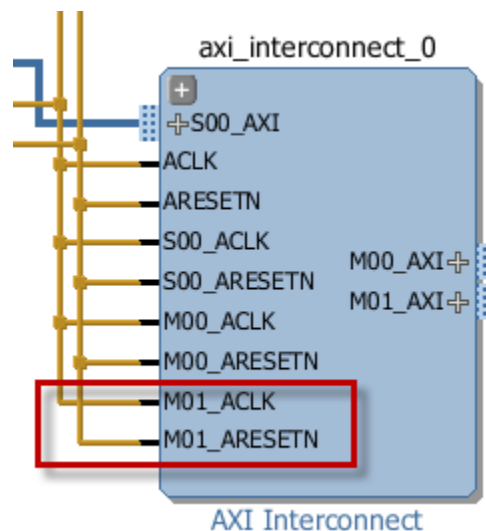 axi_interconnect_0
S00_AXI
ACLK
ARESETN
S00_ACLK
S00_ARESETN
M00_ACLK
M00_ARESETN
M01_ACLK
M01_ARESETN
M00_AXI
M01_AXI
AXI Interconnect